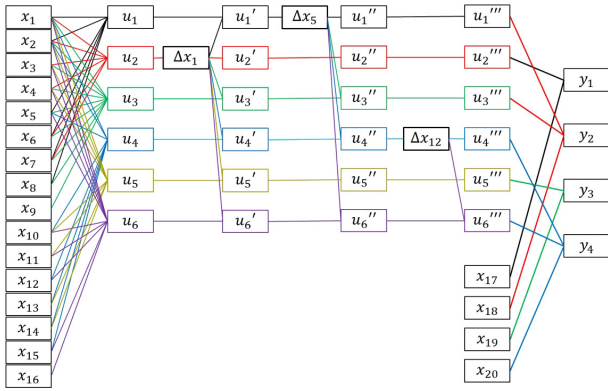 x₁ u₁ u₁′ Δx₅ u₁′′ u₁′′′
x₂
x₃ u₂ Δx₁ u₂′ u₂′′ u₂′′′
x₄ u₃ u₃′ u₃′′ u₃′′′ y₁
x₅
x₆ u₄ u₄′ u₄′′ Δx₁₂ u₄′′′ y₂
x₇
x₈ u₅ u₅′ u₅′′ u₅′′′ y₃
x₉ u₆ u₆′ u₆′′ u₆′′′
x₁₀ y₄
x₁₁
x₁₂ x₁₇
x₁₃ x₁₈
x₁₄
x₁₅ x₁₉
x₁₆ x₂₀